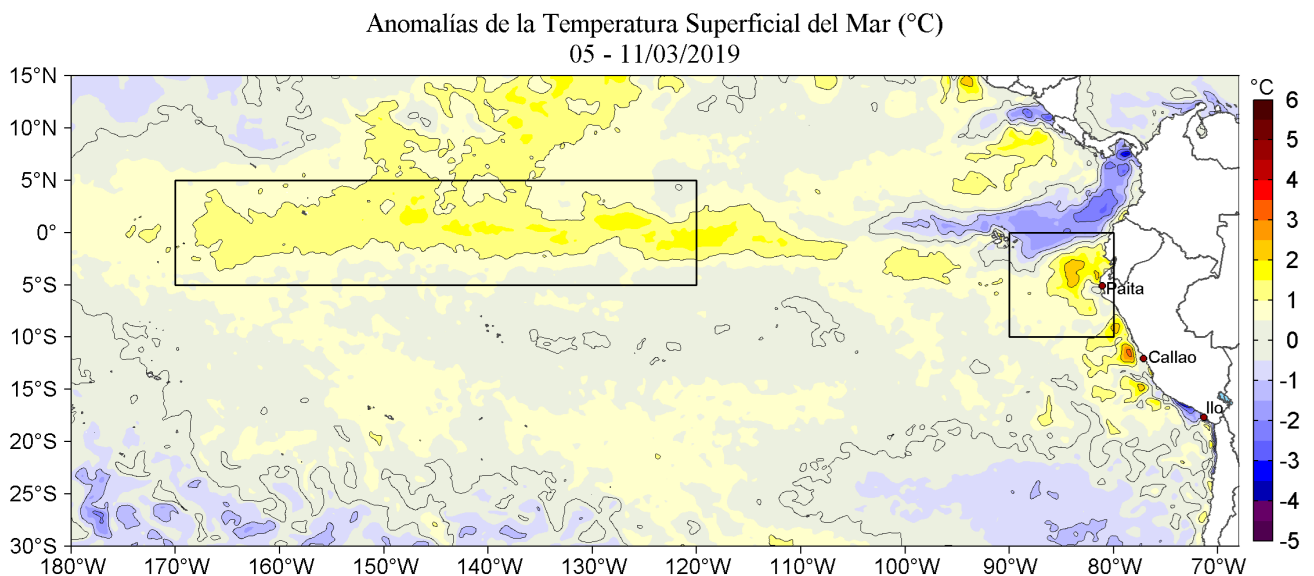 Anomalías de la Temperatura Superficial del Mar (°C)
05 - 11/03/2019
15°N
10°N
5°N
0°
5°S
10°S
15°S
20°S
25°S
30°S
180°W 170°W 160°W 150°W 140°W 130°W 120°W 110°W 100°W 90°W 80°W 70°W
Paita
Callao
Ilo
°C
6
5
4
3
2
1
0
-1
-2
-3
-4
-5